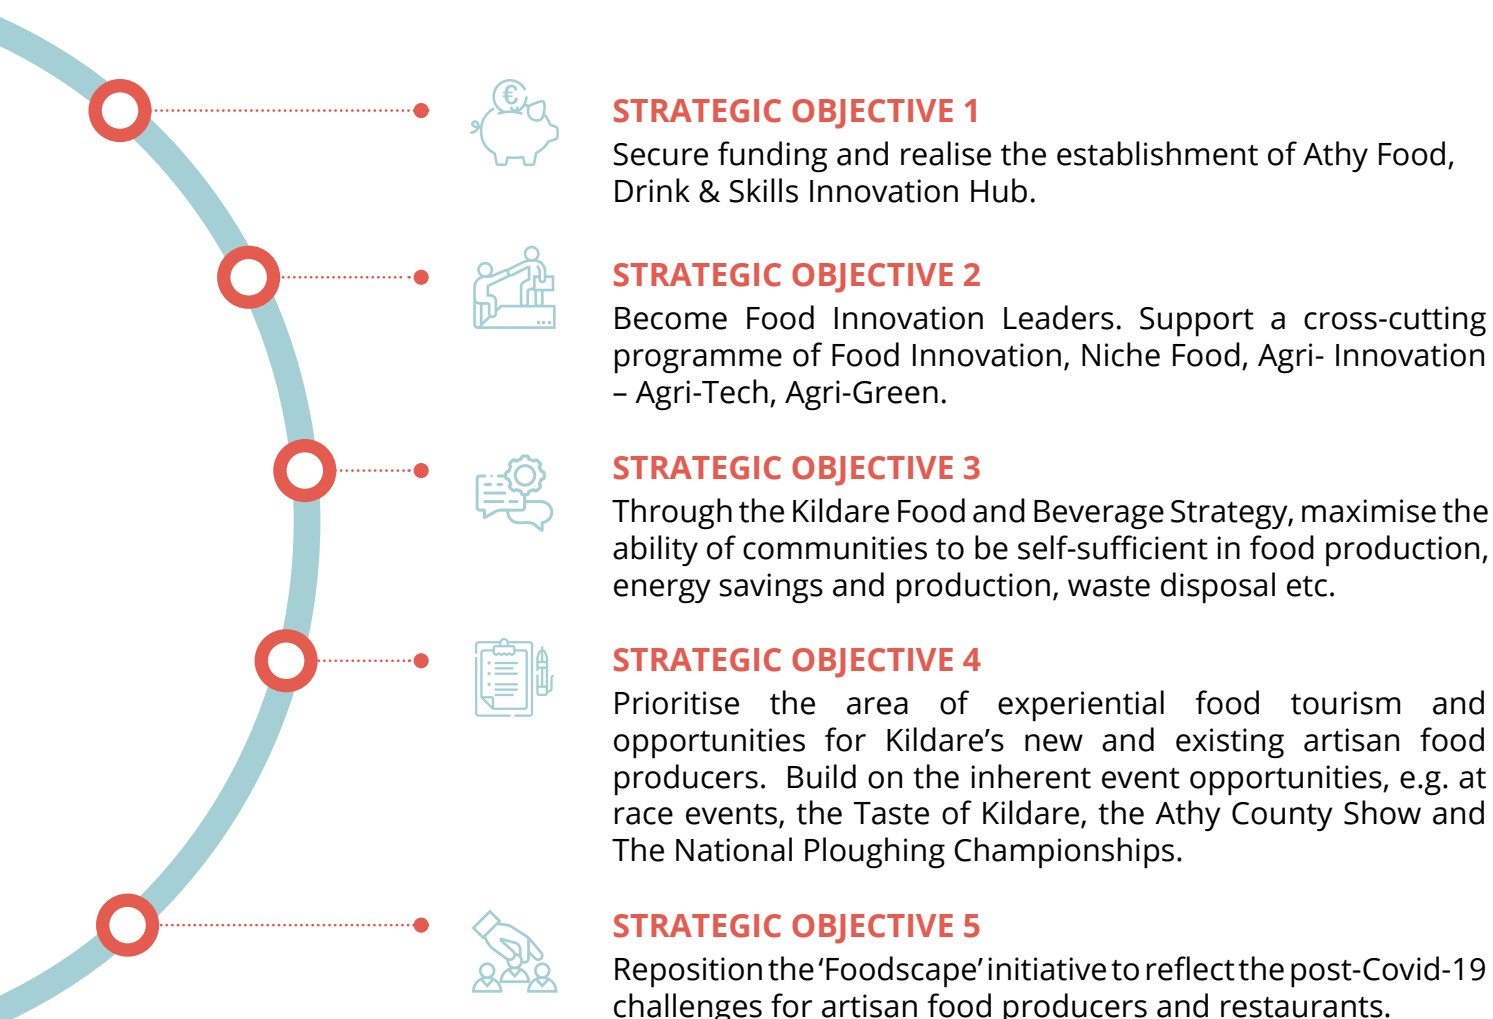 €
STRATEGIC OBJECTIVE 1
Secure funding and realise the establishment of Athy Food,
Drink & Skills Innovation Hub.
STRATEGIC OBJECTIVE 2
Become Food Innovation Leaders. Support a cross-cutting
programme of Food Innovation, Niche Food, Agri- Innovation
– Agri-Tech, Agri-Green.
STRATEGIC OBJECTIVE 3
Through the Kildare Food and Beverage Strategy, maximise the
ability of communities to be self-sufficient in food production,
energy savings and production, waste disposal etc.
STRATEGIC OBJECTIVE 4
Prioritise the area of experiential food tourism and
opportunities for Kildare’s new and existing artisan food
producers.  Build on the inherent event opportunities, e.g. at
race events, the Taste of Kildare, the Athy County Show and
The National Ploughing Championships.
STRATEGIC OBJECTIVE 5
Reposition the ‘Foodscape’ initiative to reflect the post-Covid-19
challenges for artisan food producers and restaurants.